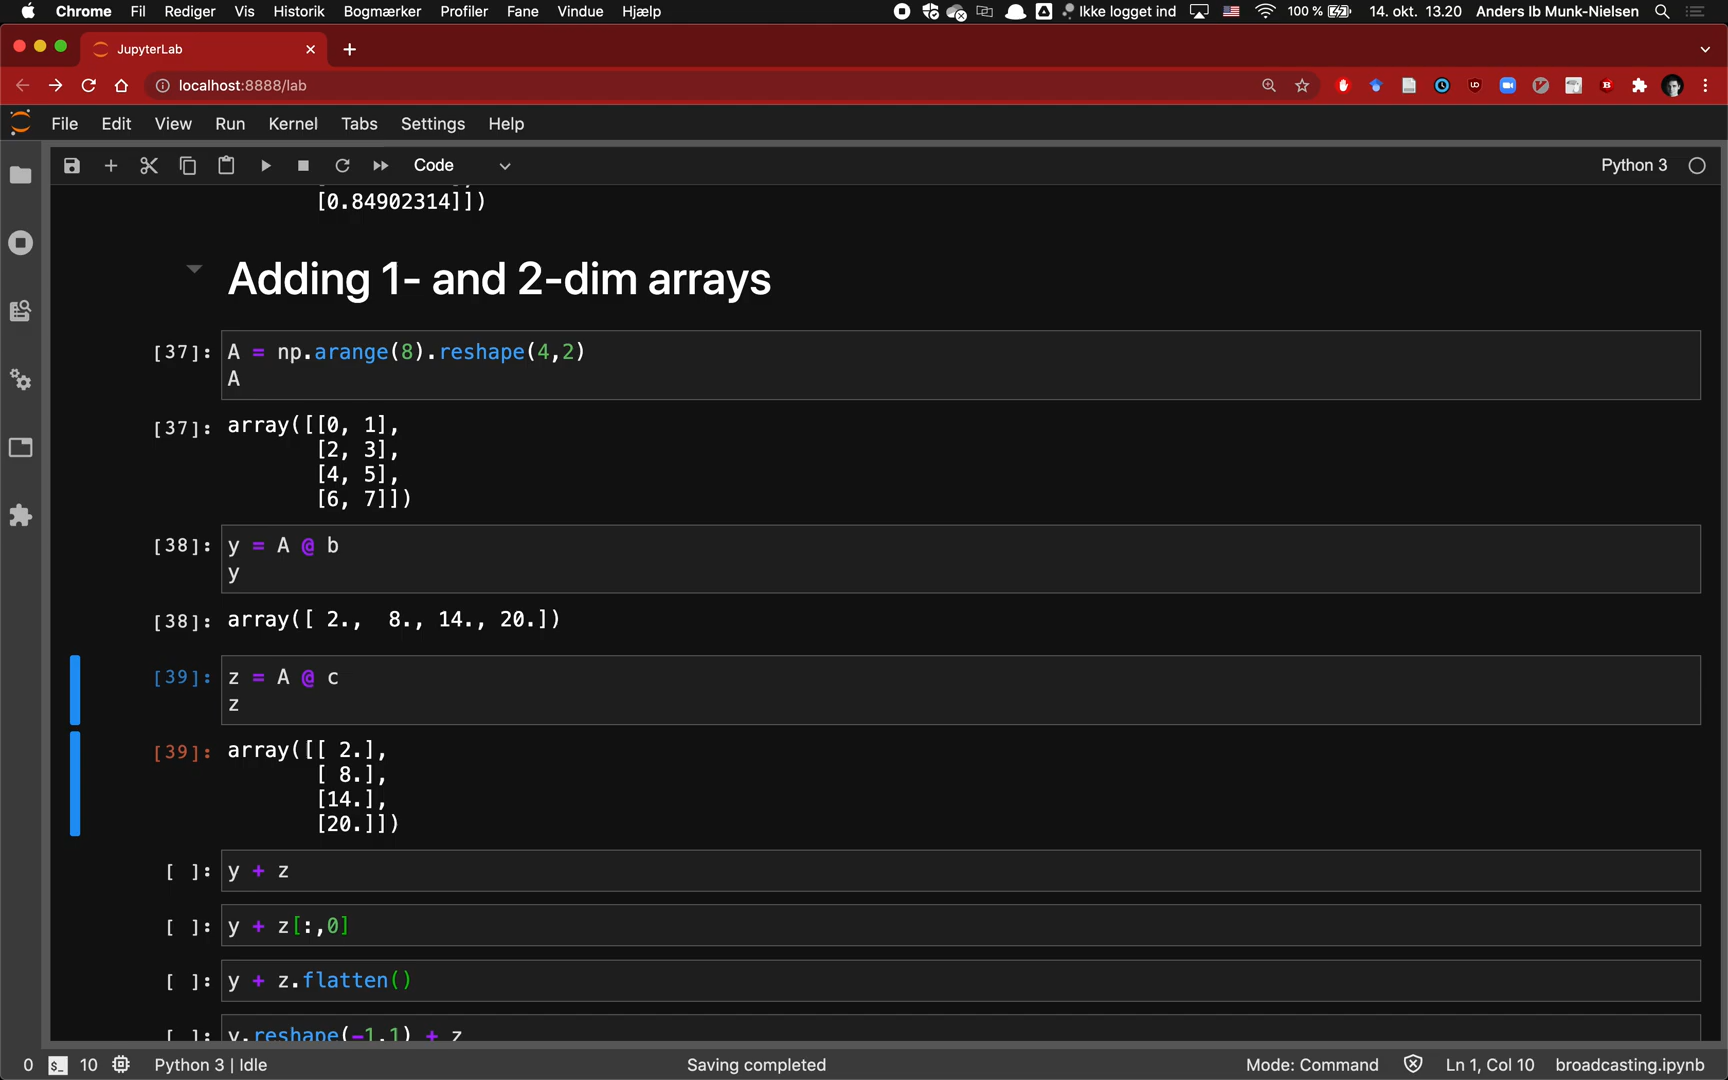 Chrome Fil Rediger Vis Historik Bogmærker Profiler Fane Vindue Hjælp Ikke logget ind 100 % 14. okt. 13.20 Anders Ib Munk-Nielsen
JupyterLab
localhost:8888/lab
File Edit View Run Kernel Tabs Settings Help
Code Python 3
[0.84902314]])
Adding 1- and 2-dim arrays
[37]: A = np.arange(8).reshape(4,2)
A
[37]: array([[0, 1],
[2, 3],
[4, 5],
[6, 7]])
[38]: y = A @ b
y
[38]: array([ 2.,  8., 14., 20.])
[39]: z = A @ c
z
[39]: array([[ 2.],
[ 8.],
[14.],
[20.]])
[ ]: y + z
[ ]: y + z[:,0]
[ ]: y + z.flatten()
[ ]: y.reshape(-1,1) + z
0 $_ 10 Python 3 | Idle Saving completed Mode: Command Ln 1, Col 10 broadcasting.ipynb